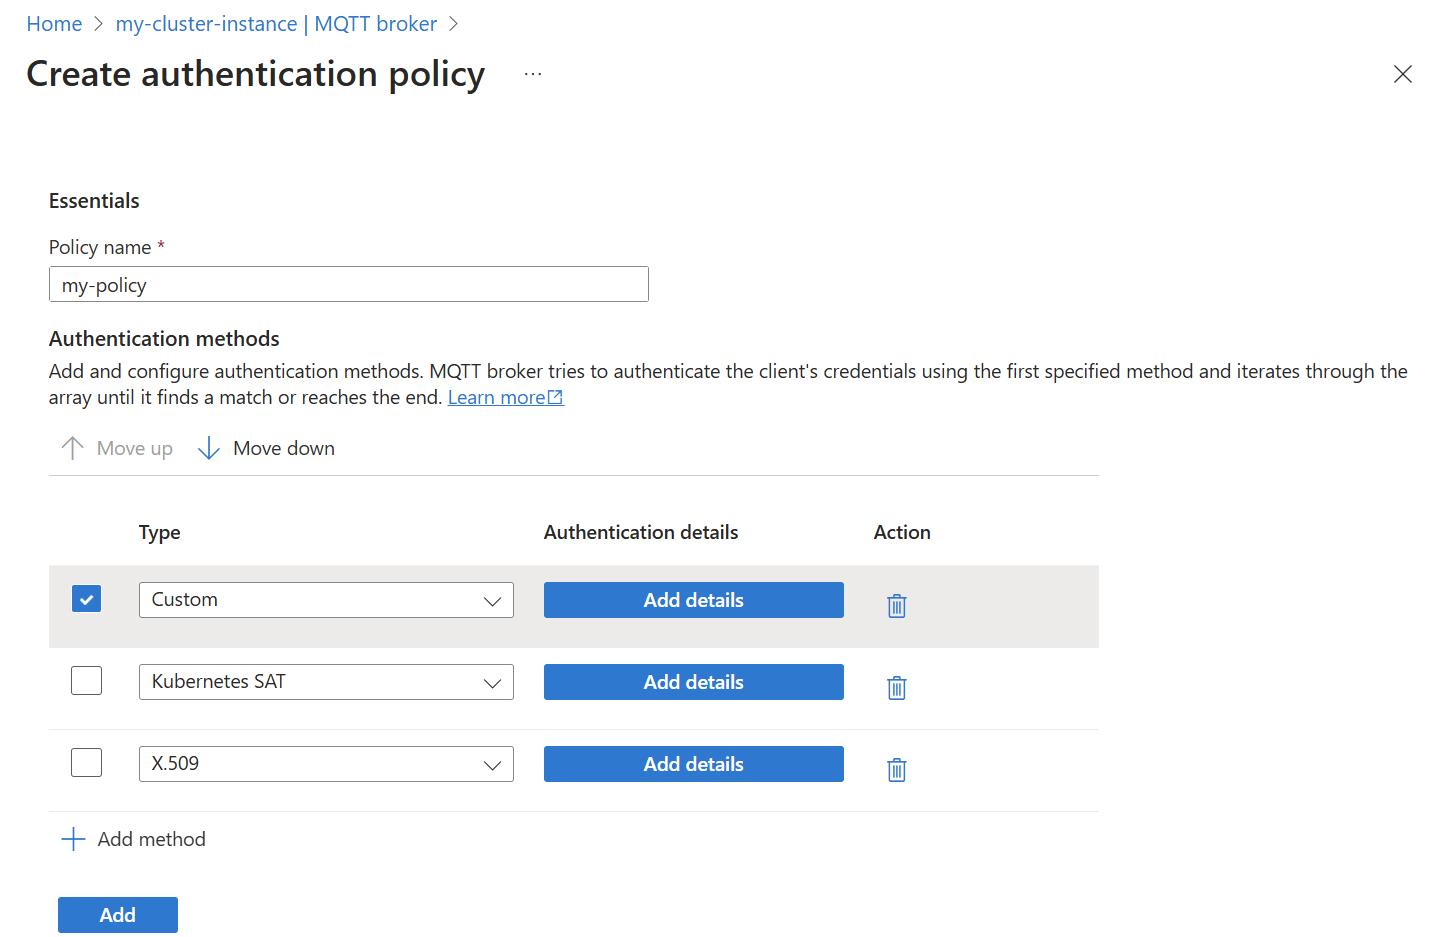 Home > my-cluster-instance | MQTT broker >
Create authentication policy ...
Essentials
Policy name *
my-policy
Authentication methods
Add and configure authentication methods. MQTT broker tries to authenticate the client's credentials using the first specified method and iterates through the
array until it finds a match or reaches the end. Learn more
Move up Move down
Type Authentication details Action
Custom Add details
Kubernetes SAT Add details
X.509 Add details
Add method
Add